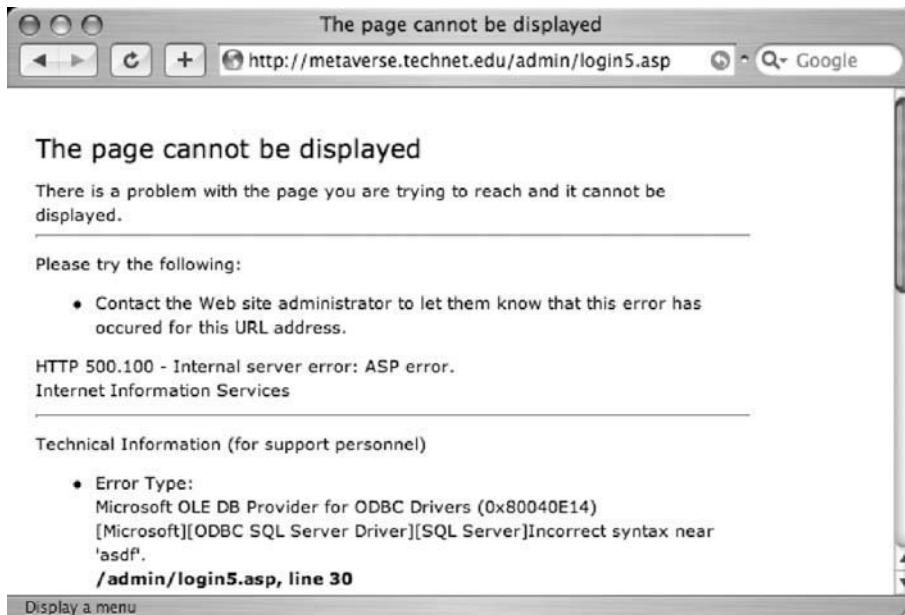 The page cannot be displayed
http://metaverse.technet.edu/admin/login5.asp
Google
The page cannot be displayed
There is a problem with the page you are trying to reach and it cannot be
displayed.
Please try the following:
• Contact the Web site administrator to let them know that this error has
occured for this URL address.
HTTP 500.100 - Internal server error: ASP error.
Internet Information Services
Technical Information (for support personnel)
• Error Type:
Microsoft OLE DB Provider for ODBC Drivers (0x80040E14)
[Microsoft][ODBC SQL Server Driver][SQL Server]Incorrect syntax near
'asdf'.
/admin/login5.asp, line 30
Display a menu